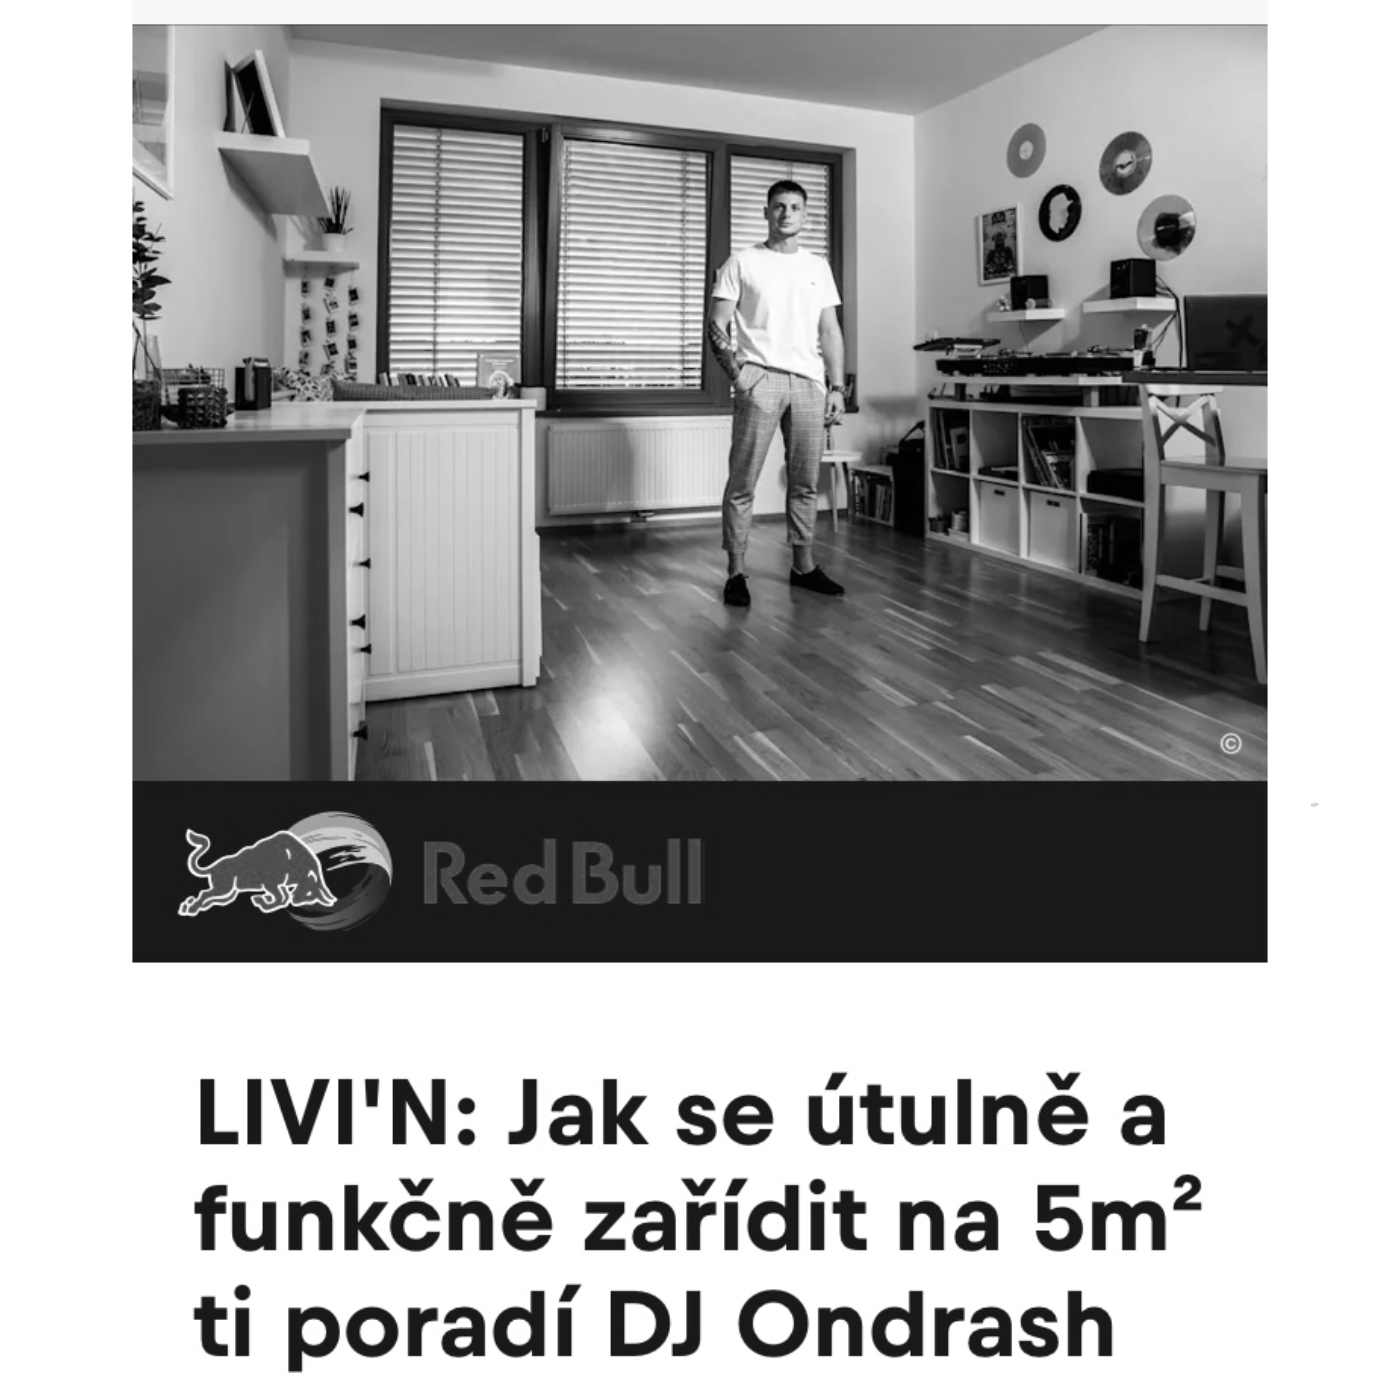 ©
Red Bull
LIVI'N: Jak se útulně a
funkčně zařídit na 5m²
ti poradí DJ Ondrash